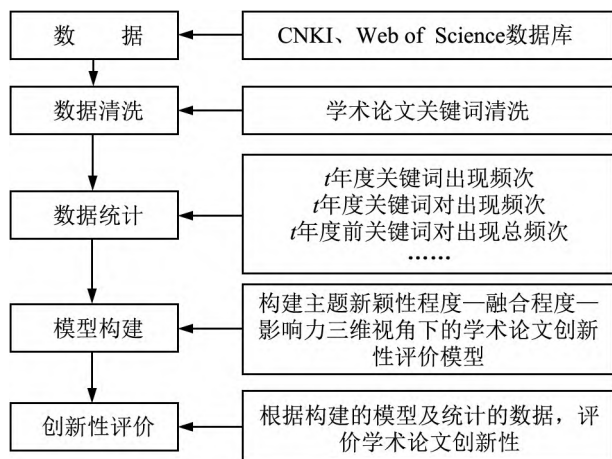 数 据
CNKI、Web of Science数据库
数据清洗
学术论文关键词清洗
数据统计
t年度关键词出现频次
t年度关键词对出现频次
t年度前关键词对出现总频次
……
模型构建
构建主题新颖性程度—融合程度—
影响力三维视角下的学术论文创新
性评价模型
创新性评价
根据构建的模型及统计的数据，评
价学术论文创新性